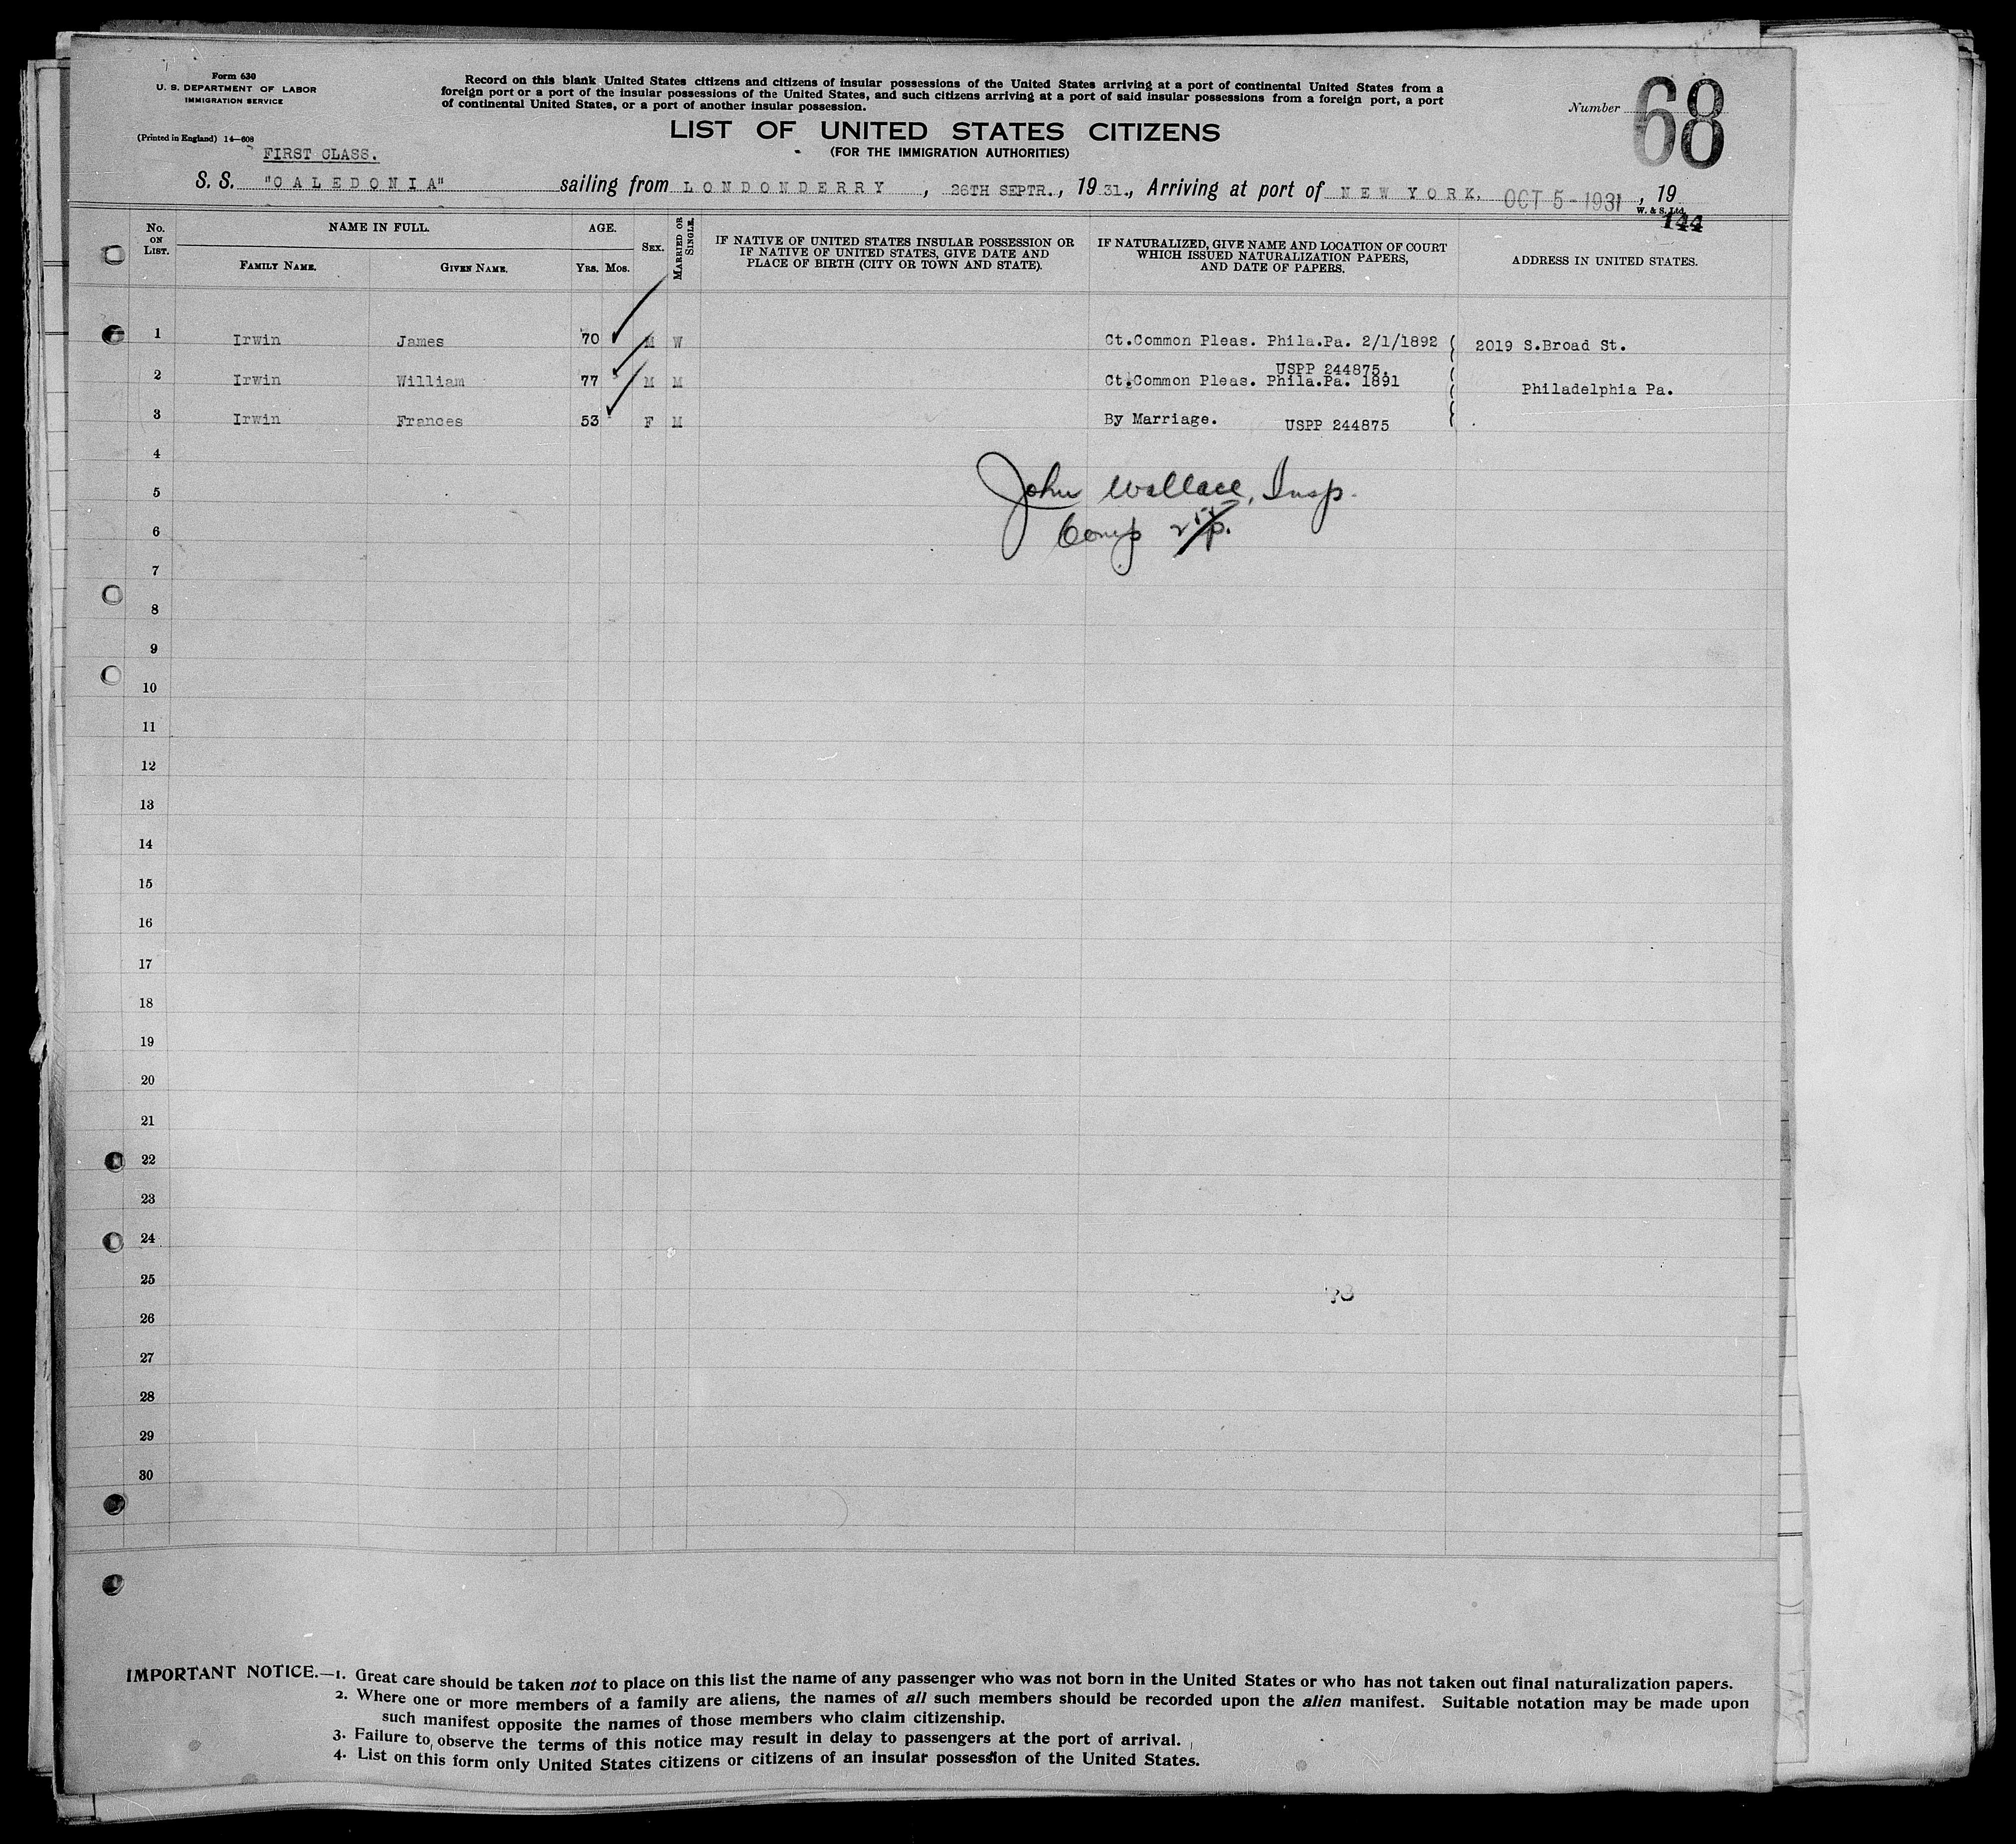 Form 630
U. S. DEPARTMENT OF LABOR
IMMIGRATION SERVICE
(Printed in England) 14—608
Record on this blank United States citizens and citizens of insular possessions of the United States arriving at a port of continental United States from a
foreign port or a port of the insular possessions of the United States, and such citizens arriving at a port of said insular possessions from a foreign port, a port
of continental United States, or a port of another insular possession.
Number 68
LIST OF UNITED STATES CITIZENS
(FOR THE IMMIGRATION AUTHORITIES)
FIRST CLASS.
S. S. "CALEDONIA" sailing from LONDONDERRY, 26TH SEPTR., 1931., Arriving at port of NEW YORK. OCT 5 - 1931, 19
W. & S. Ltd.
144
No. ON LIST.
NAME IN FULL.
FAMILY NAME. GIVEN NAME.
AGE.
Yrs. Mos.
SEX.
MARRIED OR SINGLE.
IF NATIVE OF UNITED STATES INSULAR POSSESSION OR
IF NATIVE OF UNITED STATES, GIVE DATE AND
PLACE OF BIRTH (CITY OR TOWN AND STATE).
IF NATURALIZED, GIVE NAME AND LOCATION OF COURT
WHICH ISSUED NATURALIZATION PAPERS,
AND DATE OF PAPERS.
ADDRESS IN UNITED STATES.
1 Irwin James 70 M W Ct.Common Pleas. Phila.Pa. 2/1/1892 2019 S.Broad St.
USPP 244875.
2 Irwin William 77 M M Ct.Common Pleas. Phila.Pa. 1891 Philadelphia Pa.
3 Irwin Frances 53 F M By Marriage. USPP 244875
4
John Wallace, Insp.
5
Comp
6
7
8
9
10
11
12
13
14
15
16
17
18
19
20
21
22
23
24
25
26
27
28
29
30
IMPORTANT NOTICE.—1. Great care should be taken not to place on this list the name of any passenger who was not born in the United States or who has not taken out final naturalization papers.
2. Where one or more members of a family are aliens, the names of all such members should be recorded upon the alien manifest. Suitable notation may be made upon
such manifest opposite the names of those members who claim citizenship.
3. Failure to observe the terms of this notice may result in delay to passengers at the port of arrival.
4. List on this form only United States citizens or citizens of an insular possession of the United States.